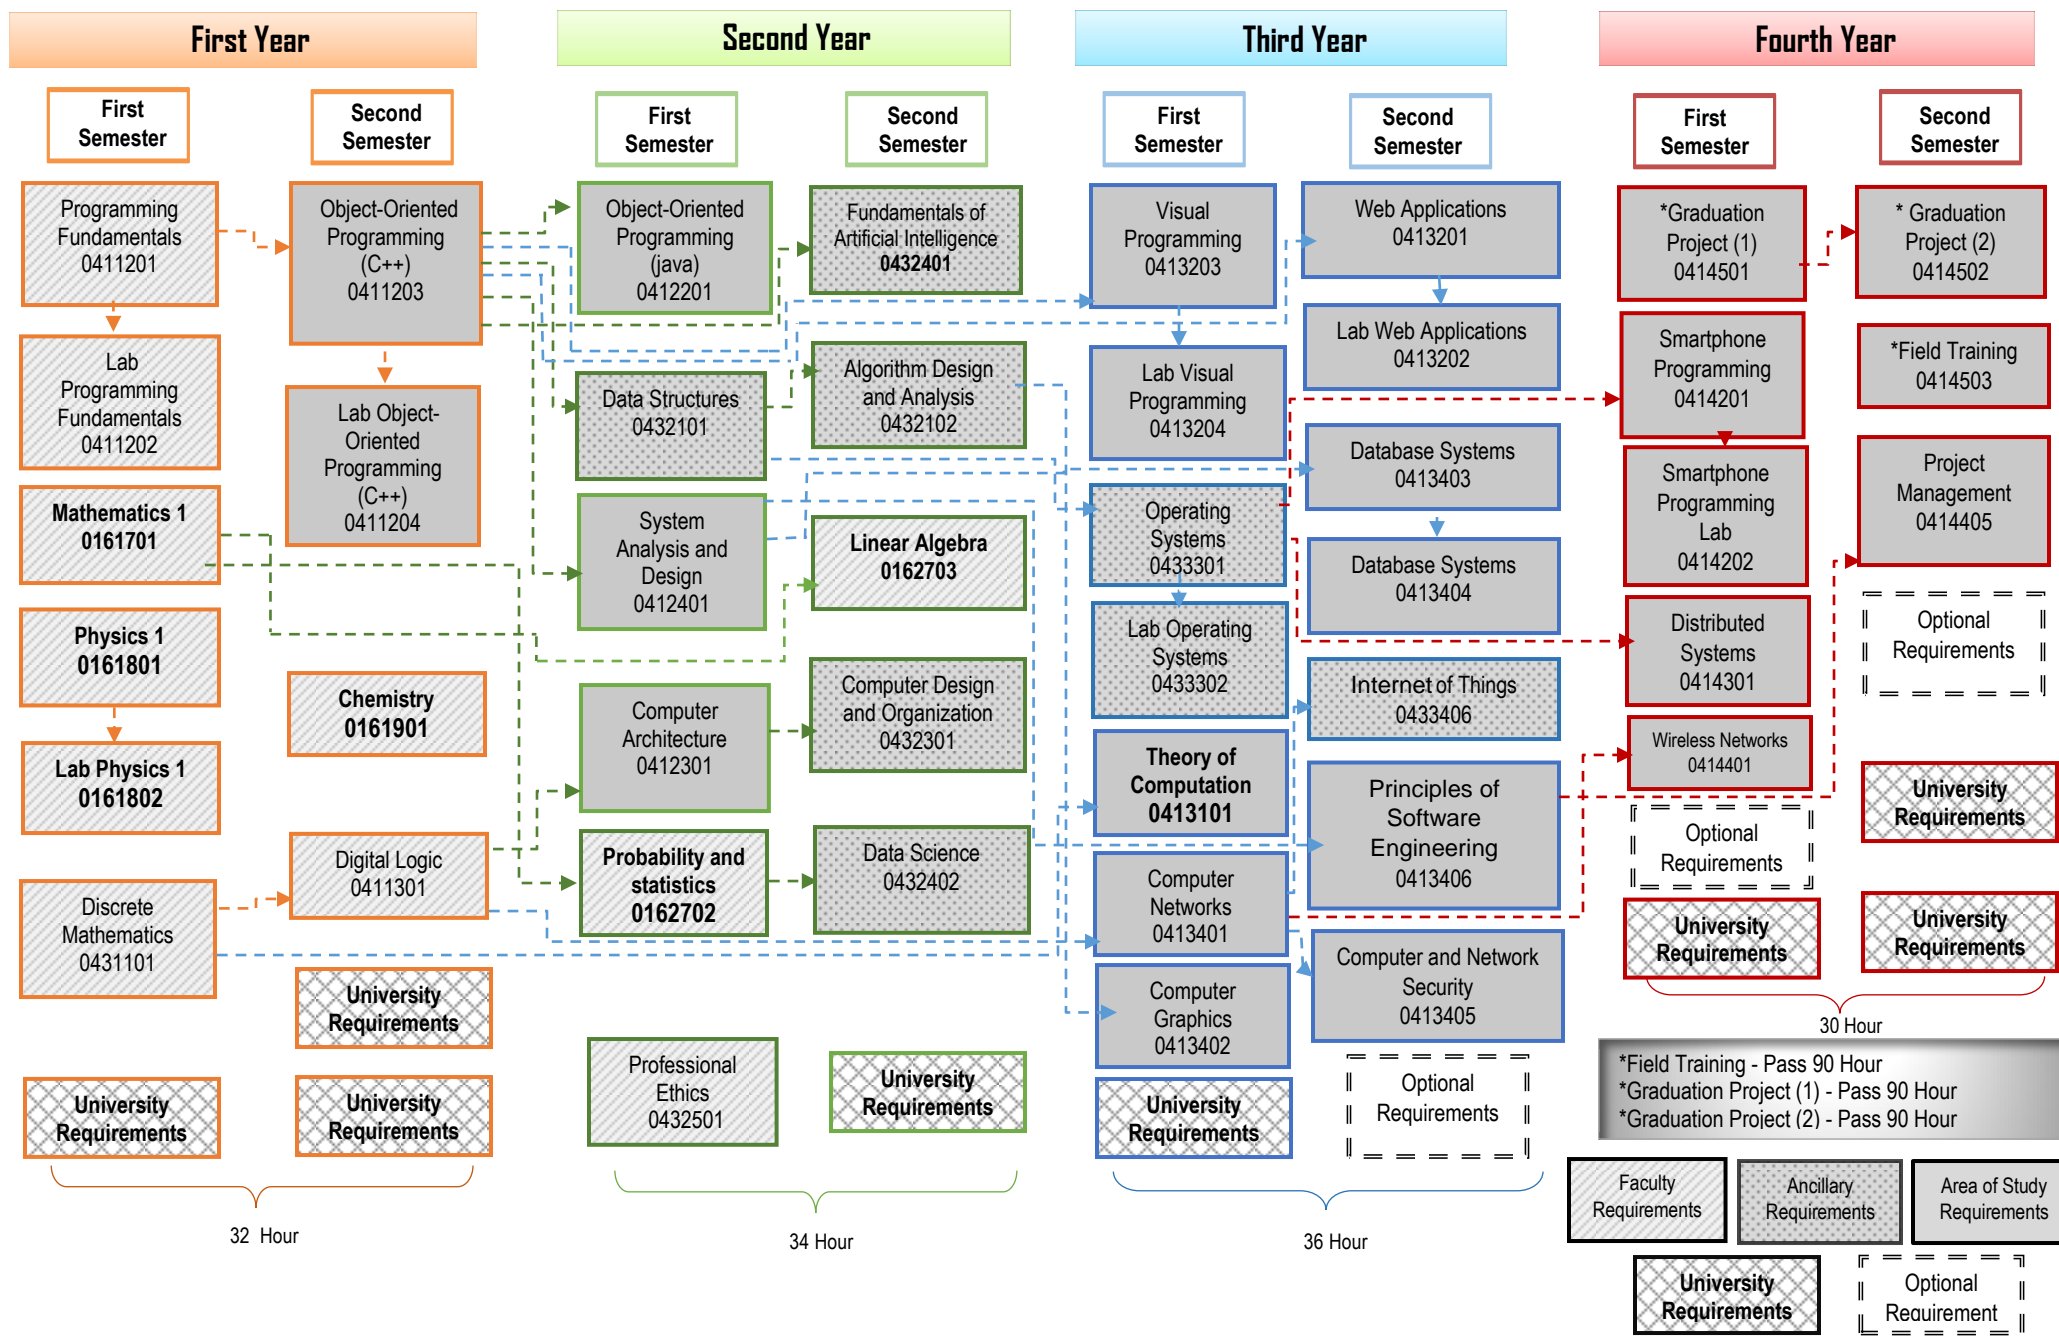 First Year
Second Year
Third Year
Fourth Year
First
Semester
Second
Semester
First
Semester
Second
Semester
First
Semester
Second
Semester
First
Semester
Second
Semester
Programming
Fundamentals
0411201
Lab
Programming
Fundamentals
0411202
Mathematics 1
0161701
Physics 1
0161801
Lab Physics 1
0161802
Discrete
Mathematics
0431101
University
Requirements
Object-Oriented
Programming
(C++)
0411203
Lab Object-
Oriented
Programming
(C++)
0411204
Chemistry
0161901
Digital Logic
0411301
University
Requirements
University
Requirements
32 Hour
Object-Oriented
Programming
(java)
0412201
Data Structures
0432101
System
Analysis and
Design
0412401
Computer
Architecture
0412301
Probability and
statistics
0162702
Professional
Ethics
0432501
Fundamentals of
Artificial Intelligence
0432401
Algorithm Design
and Analysis
0432102
Linear Algebra
0162703
Computer Design
and Organization
0432301
Data Science
0432402
University
Requirements
34 Hour
Visual
Programming
0413203
Lab Visual
Programming
0413204
Operating
Systems
0433301
Lab Operating
Systems
0433302
Theory of
Computation
0413101
Computer
Networks
0413401
Computer
Graphics
0413402
University
Requirements
Web Applications
0413201
Lab Web Applications
0413202
Database Systems
0413403
Database Systems
0413404
Internet of Things
0433406
Principles of
Software
Engineering
0413406
Computer and Network
Security
0413405
Optional
Requirements
36 Hour
*Graduation
Project (1)
0414501
Smartphone
Programming
0414201
Smartphone
Programming
Lab
0414202
Distributed
Systems
0414301
Wireless Networks
0414401
Optional
Requirements
University
Requirements
* Graduation
Project (2)
0414502
*Field Training
0414503
Project
Management
0414405
Optional
Requirements
University
Requirements
University
Requirements
30 Hour
*Field Training - Pass 90 Hour
*Graduation Project (1) - Pass 90 Hour
*Graduation Project (2) - Pass 90 Hour
Faculty
Requirements
Ancillary
Requirements
Area of Study
Requirements
University
Requirements
Optional
Requirement